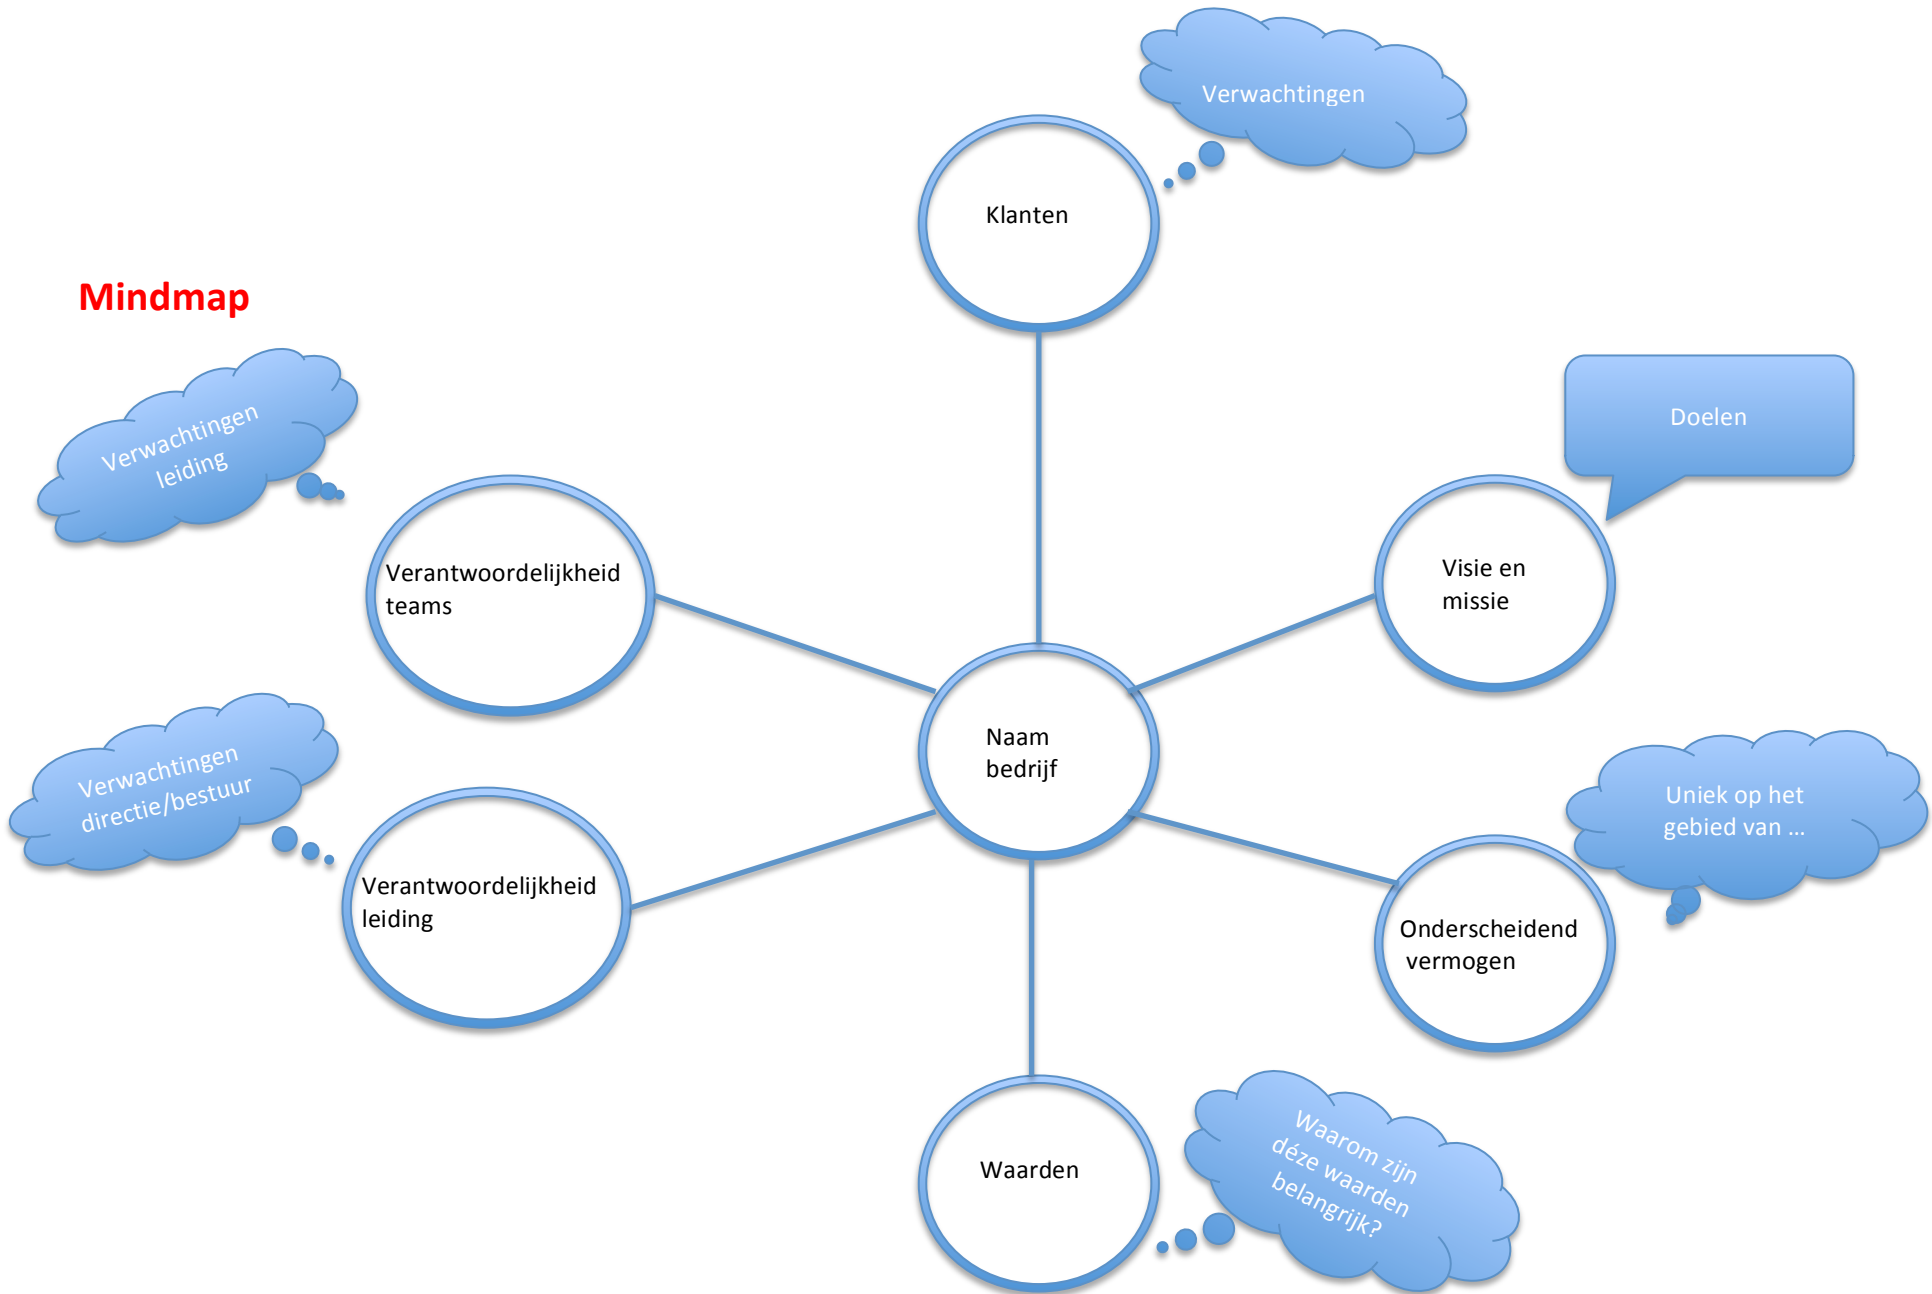 Verwachtingen
Klanten
Mindmap
Verwachtingen
leiding
Doelen
Verantwoordelijkheid
teams
Visie en
missie
Naam
bedrijf
Verwachtingen
directie/bestuur
Uniek op het
gebied van ...
Verantwoordelijkheid
leiding
Onderscheidend
vermogen
Waarden
Waarom zijn
déze waarden
belangrijk?